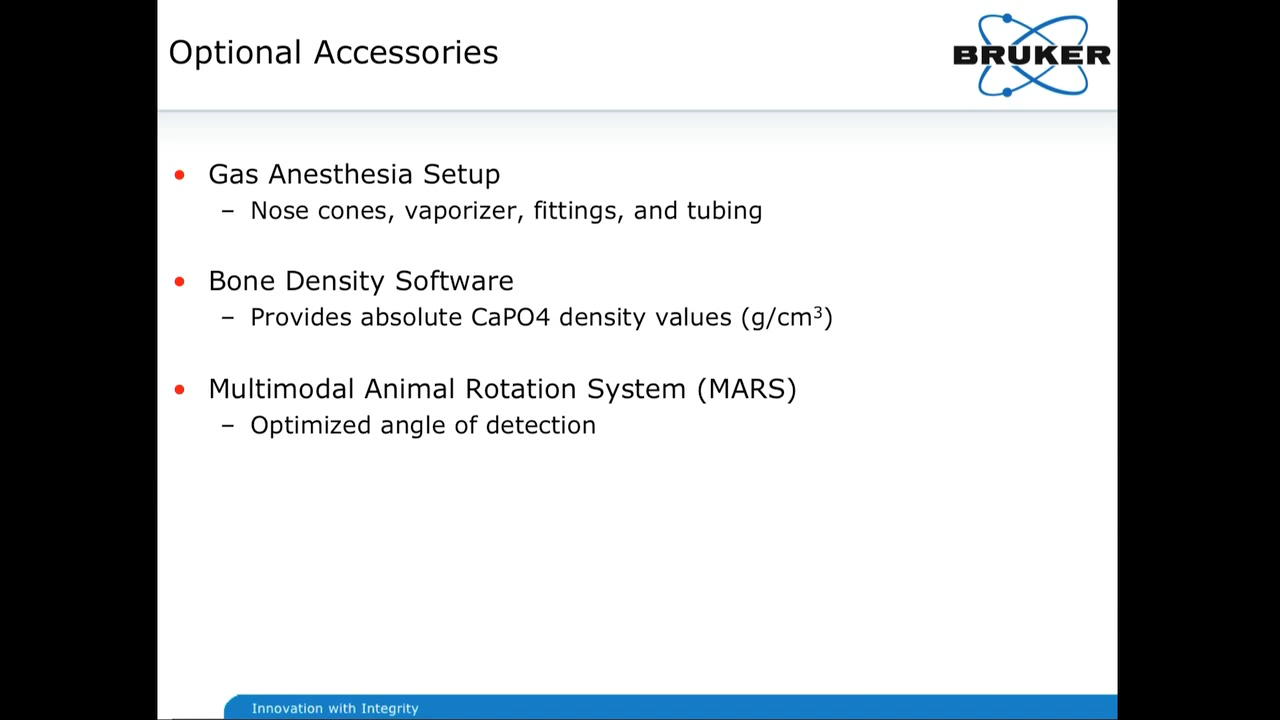 Optional Accessories
BRUKER
• Gas Anesthesia Setup
– Nose cones, vaporizer, fittings, and tubing
• Bone Density Software
– Provides absolute CaPO4 density values (g/cm³)
• Multimodal Animal Rotation System (MARS)
– Optimized angle of detection
Innovation with Integrity